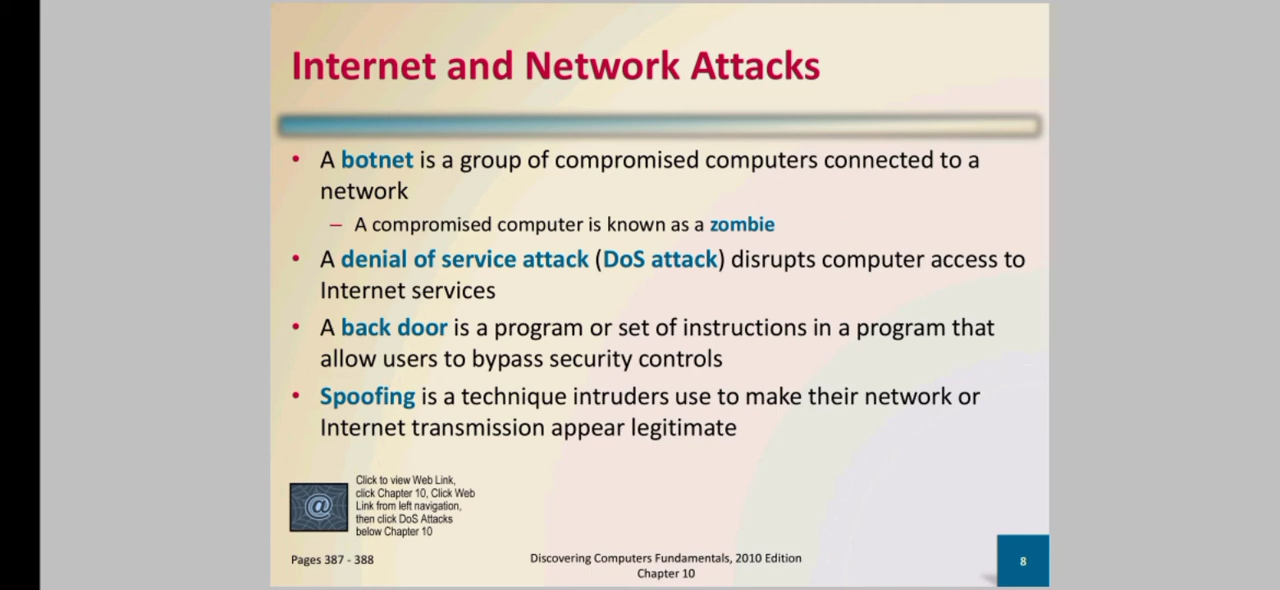 Internet and Network Attacks
• A botnet is a group of compromised computers connected to a
network
– A compromised computer is known as a zombie
• A denial of service attack (DoS attack) disrupts computer access to
Internet services
• A back door is a program or set of instructions in a program that
allow users to bypass security controls
• Spoofing is a technique intruders use to make their network or
Internet transmission appear legitimate
@
Click to view Web Link,
click Chapter 10, Click Web
Link from left navigation,
then click DoS Attacks
below Chapter 10
Pages 387 - 388
Discovering Computers Fundamentals, 2010 Edition
Chapter 10
8